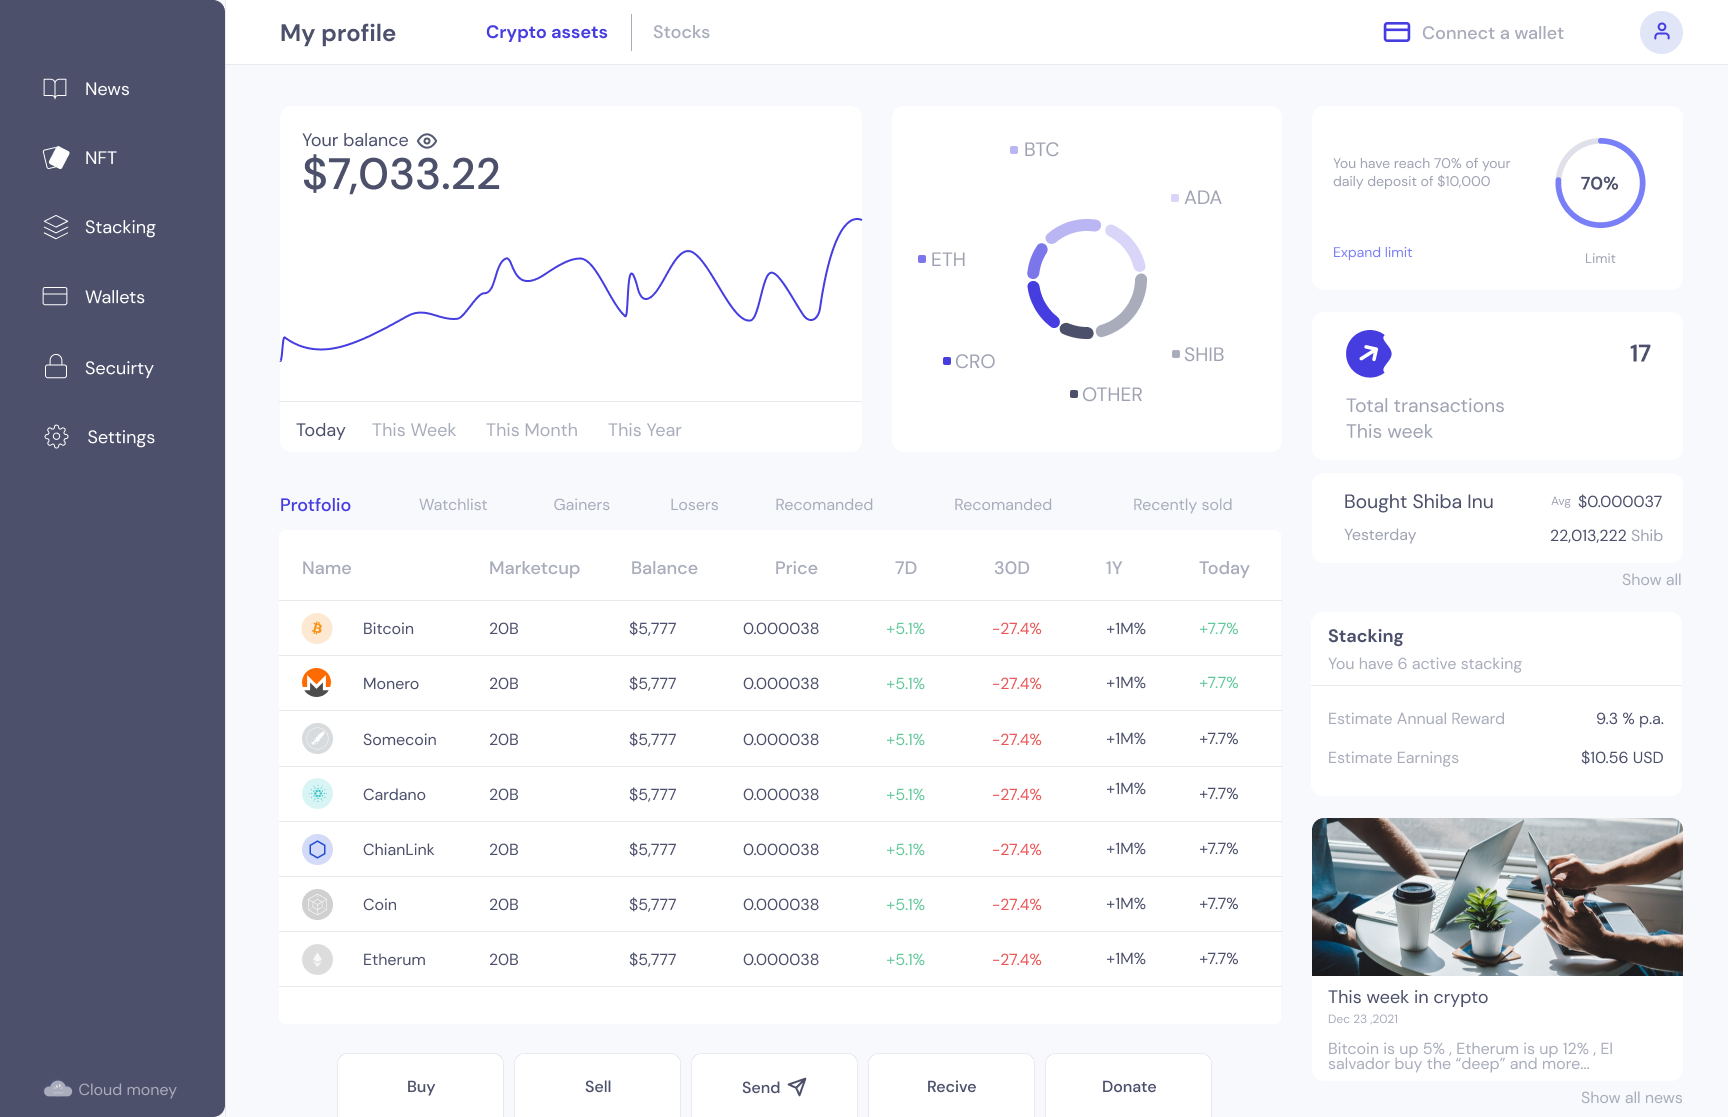 My profile
Crypto assets
Stocks
Connect a wallet
News
NFT
Stacking
Wallets
Secuirty
Settings
Cloud money
Your balance
$7,033.22
Today This Week This Month This Year
BTC
ADA
ETH
CRO
SHIB
OTHER
You have reach 70% of your
daily deposit of $10,000
70%
Expand limit
Limit
17
Total transactions
This week
Bought Shiba Inu Avg $0.000037
Yesterday 22,013,222 Shib
Show all
Stacking
You have 6 active stacking
Estimate Annual Reward 9.3 % p.a.
Estimate Earnings $10.56 USD
This week in crypto
Dec 23 ,2021
Bitcoin is up 5% , Etherum is up 12% , El
salvador buy the “deep” and more...
Show all news
Protfolio Watchlist Gainers Losers Recomanded Recomanded Recently sold
Name Marketcup Balance Price 7D 30D 1Y Today
Bitcoin 20B $5,777 0.000038 +5.1% -27.4% +1M% +7.7%
Monero 20B $5,777 0.000038 +5.1% -27.4% +1M% +7.7%
Somecoin 20B $5,777 0.000038 +5.1% -27.4% +1M% +7.7%
Cardano 20B $5,777 0.000038 +5.1% -27.4% +1M% +7.7%
ChianLink 20B $5,777 0.000038 +5.1% -27.4% +1M% +7.7%
Coin 20B $5,777 0.000038 +5.1% -27.4% +1M% +7.7%
Etherum 20B $5,777 0.000038 +5.1% -27.4% +1M% +7.7%
Buy
Sell
Send
Recive
Donate